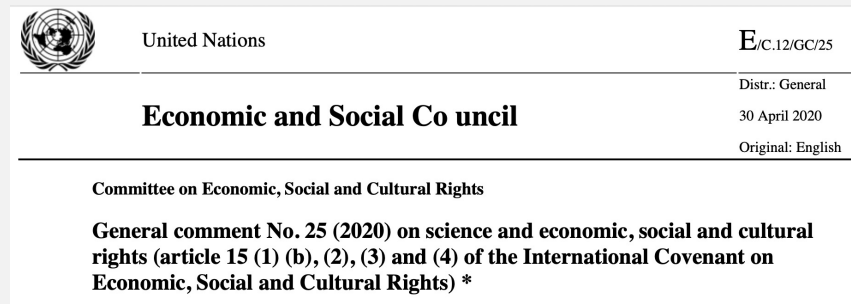 United Nations
E/C.12/GC/25
Distr.: General
Economic and Social Co uncil
30 April 2020
Original: English
Committee on Economic, Social and Cultural Rights
General comment No. 25 (2020) on science and economic, social and cultural
rights (article 15 (1) (b), (2), (3) and (4) of the International Covenant on
Economic, Social and Cultural Rights) *